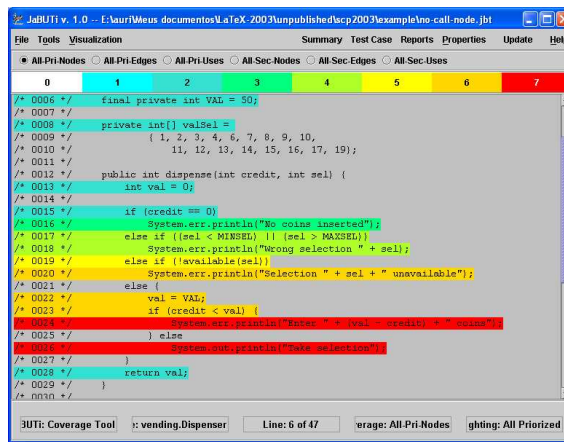 JaBUTi v. 1.0 -- E:\auri\Meus documentos\LaTeX-2003\unpublished\scp2003\example\no-call-node.jbt
File Tools Visualization Summary Test Case Reports Properties Update Help
All-Pri-Nodes All-Pri-Edges All-Pri-Uses All-Sec-Nodes All-Sec-Edges All-Sec-Uses
0 1 2 3 4 5 6 7
/* 0006 */ final private int VAL = 50;
/* 0007 */
/* 0008 */ private int[] valSel =
/* 0009 */ { 1, 2, 3, 4, 6, 7, 8, 9, 10,
/* 0010 */ 11, 12, 13, 14, 15, 16, 17, 19};
/* 0011 */
/* 0012 */ public int dispense(int credit, int sel) {
/* 0013 */ int val = 0;
/* 0014 */
/* 0015 */ if (credit == 0)
/* 0016 */ System.err.println("No coins inserted");
/* 0017 */ else if ((sel < MINSEL) || (sel > MAXSEL))
/* 0018 */ System.err.println("Wrong selection " + sel);
/* 0019 */ else if (!available(sel))
/* 0020 */ System.err.println("Selection " + sel + " unavailable");
/* 0021 */ else {
/* 0022 */ val = VAL;
/* 0023 */ if (credit < val) {
/* 0024 */ System.err.println("Enter " + (val - credit) + " coins");
/* 0025 */ } else
/* 0026 */ System.out.println("Take selection");
/* 0027 */ }
/* 0028 */ return val;
/* 0029 */ }
/* 0030 */
BUTi: Coverage Tool : vending.Dispenser Line: 6 of 47 erage: All-Pri-Nodes ghting: All Priorized